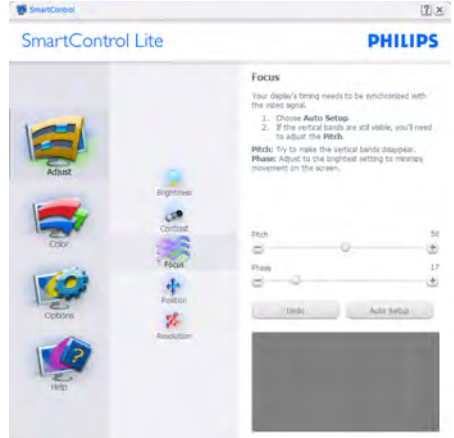 SmartControl
SmartControl Lite
PHILIPS
Focus
Your display's timing needs to be synchronized with
the video signal.
1. Choose Auto Setup.
2. If the vertical bands are still visible, you'll need
to adjust the Pitch.
Pitch: Try to make the vertical bands disappear.
Phase: Adjust to the brightest setting to minimize
movement on the screen.
Adjust
Color
Options
Help
Brightness
Contrast
Focus
Position
Resolution
Pitch
50
Phase
17
Undo
Auto Setup